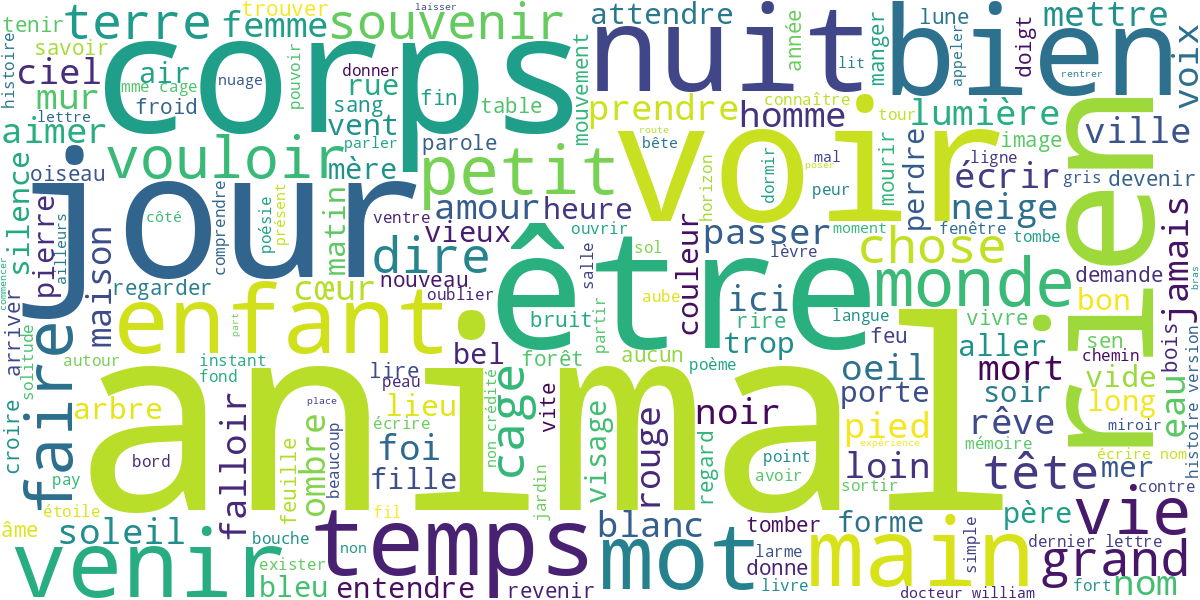 laisser
trouver
tenir
terre
femme
souvenir
attendre
nuit
bien
lune
mettre
savoir
histoire
ciel
corps
air
nuage
mme cage
pouvoir
donner
rue
fin
table
mouvement
année
lit
manger
appeler
doigt
rentrer
voix
mur
froid
lettre
sang
vent
prendre
connaître
homme
tour
lumière
aimer
parler
parole
route
bête
voir
image
ville
rien
vouloir
mère
petit
mal
poser
ligne
oiseau
silence
jour
côté
comprendre
poésie
présent
matin
ventre
amour
heure
peur
dormir
horizon
mourir
perdre
écrir
gris
devenir
neige
pierre
ailleurs
vieux
ouvrir
passer
moment
fenêtre
tombe
jamais
dire
être
sol
lèvre
couleur
chose
maison
regarder
nouveau
oublier
salle
monde
demande
bras
commencer
cœur
aube
ici
bon
enfant
bruit
partir
rire
langue
vivre
arriver
faire
part
bel
forêt
aucun
trop
feu
aller
sen
bois
eau
solitude
autour
instant
fond
lire
peau
cage
poème
oeil
mort
chemin
vide
histoire version
animal
arbre
place
lieu
vite
porte
soir
long
croire
falloir
écrire
non crédité
visage
rouge
noir
pied
rêve
miroir
ombre
foi
regard
expérience
mémoire
bord
feuille
beaucoup
fille
point
loin
écrire nom
pay
jardin
avoir
sortir
tête
mer
contre
étoile
fil
âme
soleil
temps
blanc
tomber
forme
simple
père
vie
bouche
non
mot
larme
main
dernier lettre
venir
exister
entendre
donne
grand
bleu
revenir
livre
docteur william
fort
nom